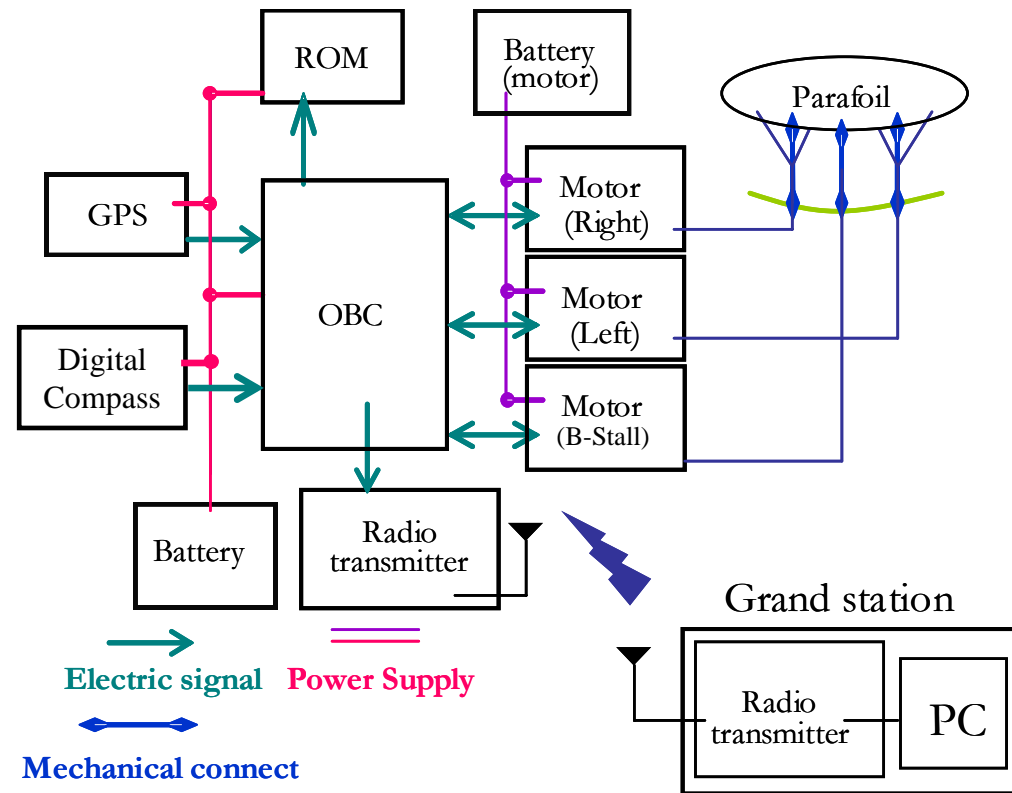 ROM
Battery
(motor)
Parafoil
GPS
Motor
(Right)
OBC
Motor
(Left)
Digital
Compass
Motor
(B-Stall)
Battery
Radio
transmitter
Grand station
Electric signal
Power Supply
Radio
transmitter
PC
Mechanical connect